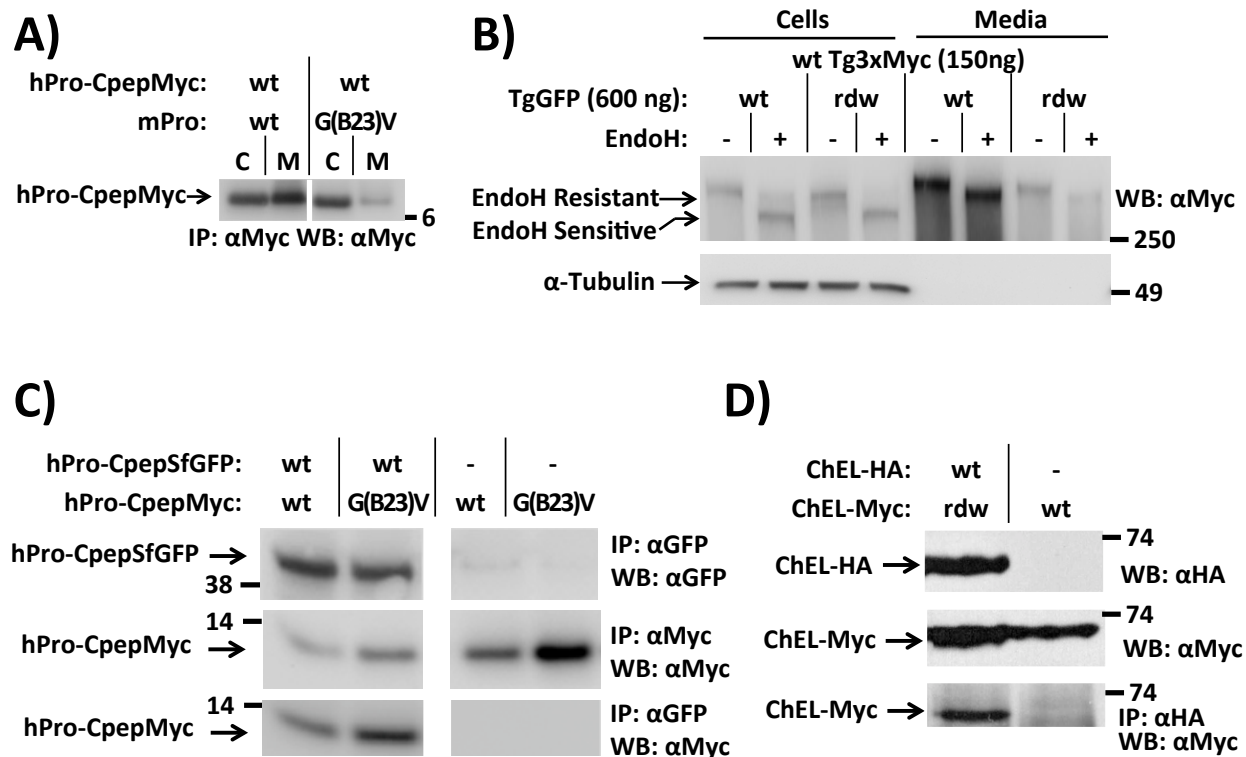 A)
hPro-CpepMyc: wt wt
mPro: wt G(B23)V
C M C M
hPro-CpepMyc
6
IP: αMyc WB: αMyc
B)
Cells Media
wt Tg3xMyc (150ng)
TgGFP (600 ng): wt rdw wt rdw
EndoH: - + - + - + - +
EndoH Resistant
EndoH Sensitive
WB: αMyc
250
α-Tubulin
49
C)
hPro-CpepSfGFP: wt wt - -
hPro-CpepMyc: wt G(B23)V wt G(B23)V
hPro-CpepSfGFP
38
IP: αGFP
WB: αGFP
14
hPro-CpepMyc
IP: αMyc
WB: αMyc
14
hPro-CpepMyc
IP: αGFP
WB: αMyc
D)
ChEL-HA: wt -
ChEL-Myc: rdw wt
74
ChEL-HA
WB: αHA
74
ChEL-Myc
WB: αMyc
74
ChEL-Myc
IP: αHA
WB: αMyc